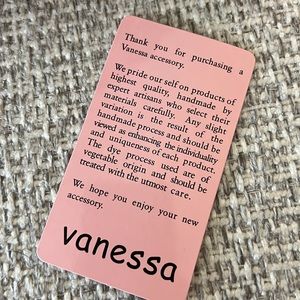 Thank you for purchasing a
Vanessa accessory.
We pride our self on products of
highest quality, handmade by
expert artisans who select their
materials carefully. Any slight
variation is the result of the
handmade process and should be
viewed as enhancing the individuality
and uniqueness of each product.
The dye process used are of
vegetable origin and should be
treated with the utmost care.
We hope you enjoy your new
accessory.
vanessa